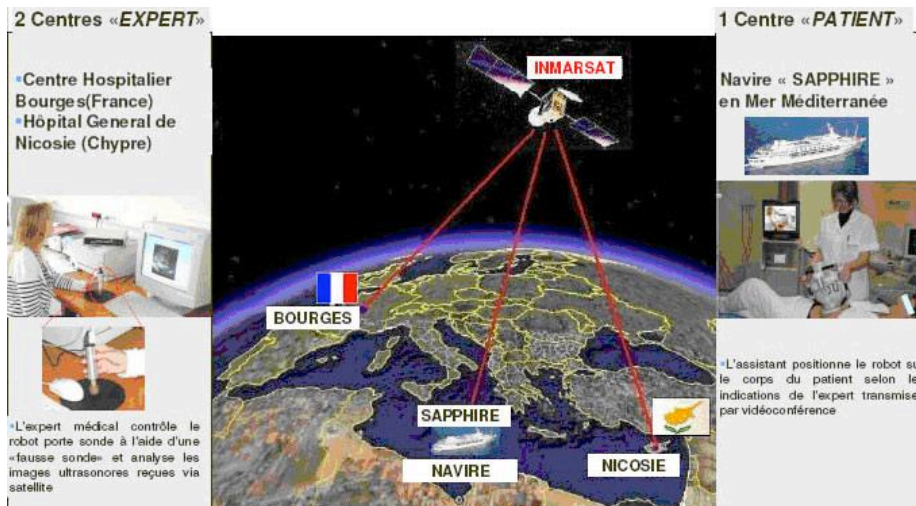 2 Centres «EXPERT»
▪Centre Hospitalier
Bourges(France)
▪Hôpital General de
Nicosie (Chypre)
▪L'expert médical contrôle le
robot porte sonde à l'aide d'une
«fausse sonde» et analyse les
images ultrasonores reçues via
satellite
INMARSAT
BOURGES
SAPPHIRE
NAVIRE
NICOSIE
1 Centre «PATIENT»
Navire « SAPPHIRE »
en Mer Méditerranée
▪L'assistant positionne le robot su
le corps du patient selon le
indications de l'expert transmise
par vidéoconférence